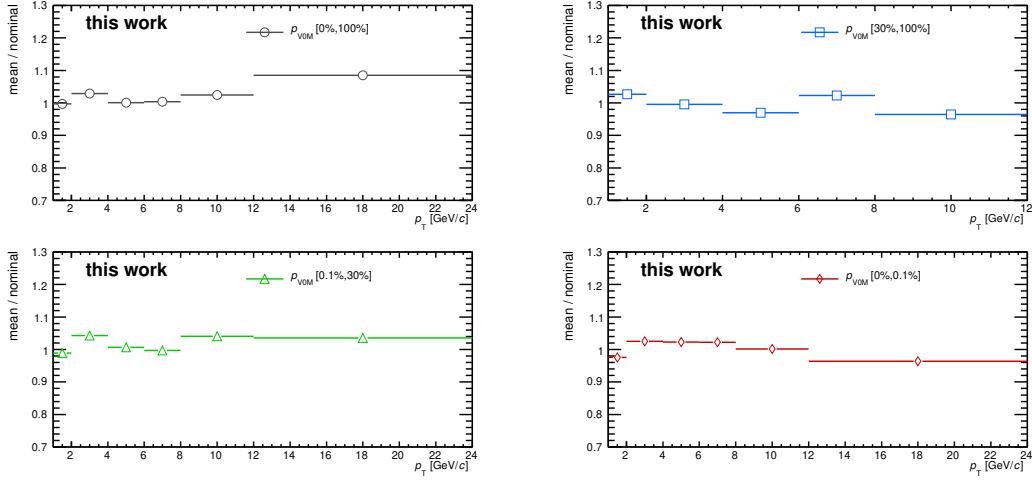 this work
p_V0M [0%,100%]
mean / nominal
1.3
1.2
1.1
1
0.9
0.8
0.7
2 4 6 8 10 12 14 16 18 20 22 24
p_T [GeV/c]
this work
p_V0M [30%,100%]
mean / nominal
1.3
1.2
1.1
1
0.9
0.8
0.7
2 4 6 8 10 12
p_T [GeV/c]
this work
p_V0M [0.1%,30%]
mean / nominal
1.3
1.2
1.1
1
0.9
0.8
0.7
2 4 6 8 10 12 14 16 18 20 22 24
p_T [GeV/c]
this work
p_V0M [0%,0.1%]
mean / nominal
1.3
1.2
1.1
1
0.9
0.8
0.7
2 4 6 8 10 12 14 16 18 20 22 24
p_T [GeV/c]